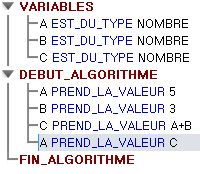 VARIABLES
A EST_DU_TYPE NOMBRE
B EST_DU_TYPE NOMBRE
C EST_DU_TYPE NOMBRE
DEBUT_ALGORITHME
A PREND_LA_VALEUR 5
B PREND_LA_VALEUR 3
C PREND_LA_VALEUR A+B
A PREND_LA_VALEUR C
FIN_ALGORITHME